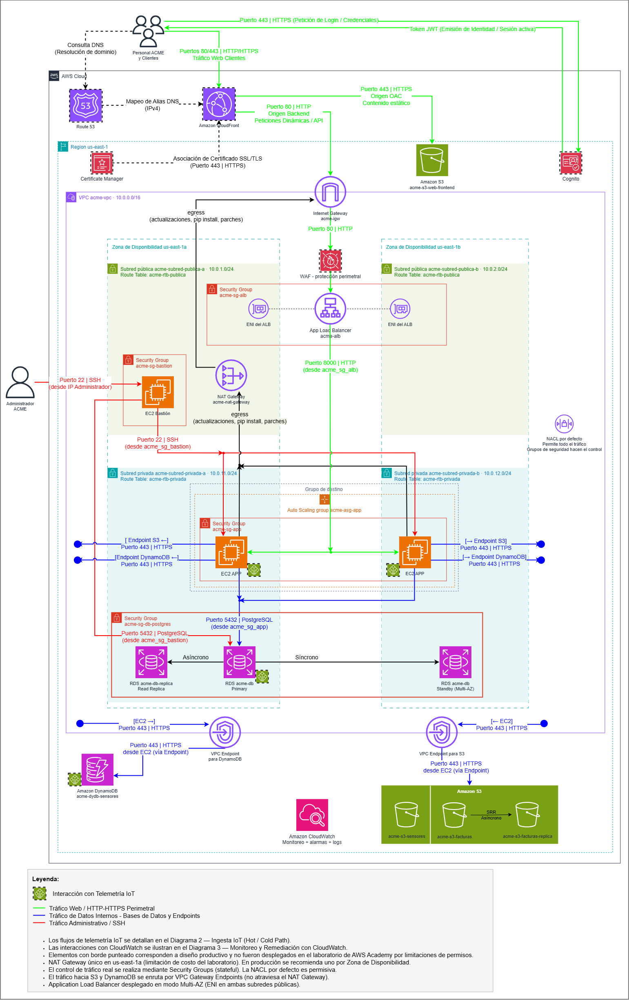 Puerto 443 | HTTPS (Petición de Login / Credenciales)
Token JWT (Emisión de Identidad / Sesión activa)
Consulta DNS
(Resolución de dominio)
Personal ACME
y Clientes
Puertos 80/443 | HTTP/HTTPS
Tráfico Web Clientes
aws
AWS Cloud
53
Route 53
Mapeo de Alias DNS
(IPv4)
Amazon CloudFront
Puerto 443 | HTTPS
Origen OAC
Contenido estático
Puerto 80 | HTTP
Origen Backend
Peticiones Dinámicas / API
Region us-east-1
Certificate Manager
Asociación de Certificado SSL/TLS
(Puerto 443 | HTTPS)
Amazon S3
acme-s3-web-frontend
Cognito
VPC acme-vpc · 10.0.0.0/16
egress
(actualizaciones, pip install, parches)
Internet Gateway
acme-igw
Puerto 80 | HTTP
Zona de Disponibilidad us-east-1a
Zona de Disponibilidad us-east-1b
Subred pública acme-subred-publica-a · 10.0.1.0/24
Route Table: acme-rtb-publica
WAF - protección perimetral
Subred pública acme-subred-publica-b · 10.0.2.0/24
Route Table: acme-rtb-publica
Security Group
acme-sg-alb
ENI del ALB
App Load Balancer
acme-alb
ENI del ALB
Security Group
acme-sg-bastion
EC2 Bastión
Puerto 22 | SSH
(desde IP Administrador)
Administrador
ACME
NAT Gateway
acme-nat-gateway
Puerto 8000 | HTTP
(desde acme_sg_alb)
egress
(actualizaciones, pip install, parches)
Puerto 22 | SSH
(desde acme_sg_bastion)
NACL por defecto
Permite todo el tráfico
Grupos de seguridad hacen el control
Subred privada acme-subred-privada-a · 10.0.11.0/24
Route Table: acme-rtb-privada
Subred privada acme-subred-privada-b · 10.0.12.0/24
Route Table: acme-rtb-privada
Grupo de destino
Auto Scaling group acme-asg-app
Security Group
acme-sg-app
[ Endpoint S3 ←]
Puerto 443 | HTTPS
[Endpoint DynamoDB ←]
Puerto 443 | HTTPS
EC2 APP
EC2 APP
[→ Endpoint S3]
Puerto 443 | HTTPS
[→ Endpoint DynamoDB]
Puerto 443 | HTTPS
Security Group
acme-sg-db-postgres
Puerto 5432 | PostgreSQL
(desde acme_sg_app)
Puerto 5432 | PostgreSQL
(desde acme_sg_bastion)
Asíncrono
Síncrono
RDS acme-db-replica
Read Replica
RDS acme-db
Primary
RDS acme-db
Standby (Multi-AZ)
[EC2 →]
Puerto 443 | HTTPS
[← EC2]
Puerto 443 | HTTPS
Puerto 443 | HTTPS
desde EC2 (vía Endpoint)
VPC Endpoint
para DynamoDB
VPC Endpoint para S3
Puerto 443 | HTTPS
desde EC2 (vía Endpoint)
Amazon DynamoDB
acme-dydb-sensores
Amazon S3
SRR
Asíncrono
acme-s3-sensores
acme-s3-facturas
acme-s3-facturas-replica
Amazon CloudWatch
Monitoreo + alarmas + logs
Leyenda:
Interacción con Telemetría IoT
Tráfico Web / HTTP-HTTPS Perimetral
Tráfico de Datos Internos - Bases de Datos y Endpoints
Tráfico Administrativo / SSH
• Los flujos de telemetría IoT se detallan en el Diagrama 2 — Ingesta IoT (Hot / Cold Path).
• Las interacciones con CloudWatch se ilustran en el Diagrama 3 — Monitoreo y Remediación con CloudWatch.
• Elementos con borde punteado corresponden a diseño productivo y no fueron desplegados en el laboratorio de AWS Academy por limitaciones de permisos.
• NAT Gateway único en us-east-1a (limitación de costo del laboratorio). En producción se recomienda uno por Zona de Disponibilidad.
• El control de tráfico real se realiza mediante Security Groups (stateful). La NACL por defecto es permisiva.
• El tráfico hacia S3 y DynamoDB se enruta por VPC Gateway Endpoints (no atraviesa el NAT Gateway).
• Application Load Balancer desplegado en modo Multi-AZ (ENI en ambas subredes públicas).